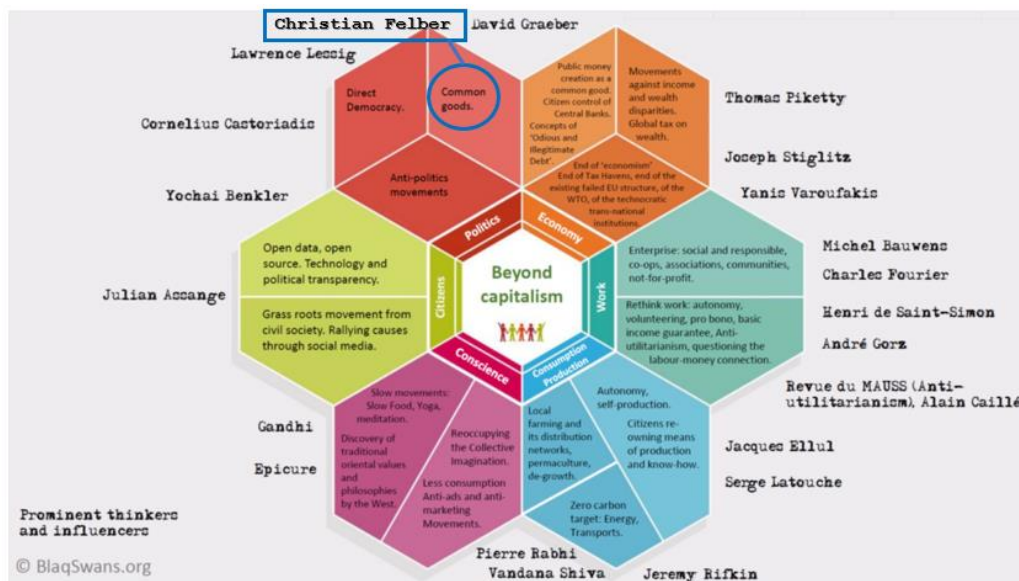 Christian Felber
David Graeber
Lawrence Lessig
Cornelius Castoriadis
Yochai Benkler
Julian Assange
Gandhi
Epicure
Prominent thinkers
and influencers
© BlaqSwans.org
Direct
Democracy.
Common
goods.
Anti-politics
movements
Politics
Public money
creation as a
common good.
Citizen control of
Central Banks.
Concepts of
'Odious and
Illegitimate
Debt'.
Movements
against income
and wealth
disparities.
Global tax on
wealth.
End of 'economism'
End of Tax Havens, end of the
existing failed EU structure, of the
WTO, of the technocratic
trans-national
institutions.
Economy
Thomas Piketty
Joseph Stiglitz
Yanis Varoufakis
Open data, open
source. Technology and
political transparency.
Grass roots movement from
civil society. Rallying causes
through social media.
Citizens
Beyond
capitalism
Work
Enterprise: social and responsible,
co-ops, associations, communities,
not-for-profit.
Rethink work: autonomy,
volunteering, pro bono, basic
income guarantee, Anti-
utilitarianism, questioning the
labour-money connection.
Michel Bauwens
Charles Fourier
Henri de Saint-Simon
André Gorz
Revue du MAUSS (Anti-
utilitarianism), Alain Caillé
Conscience
Slow movements:
Slow Food, Yoga,
meditation.
Discovery of
traditional
oriental values
and
philosophies
by the West.
Reoccupying
the Collective
Imagination.
Less consumption
Anti-ads and anti-
marketing
Movements.
Consumption
Production
Local
farming and
its distribution
networks,
permaculture,
de-growth.
Autonomy,
self-production.
Citizens re-
owning means
of production
and know-how.
Zero carbon
target: Energy,
Transports.
Jacques Ellul
Serge Latouche
Pierre Rabhi
Vandana Shiva
Jeremy Rifkin